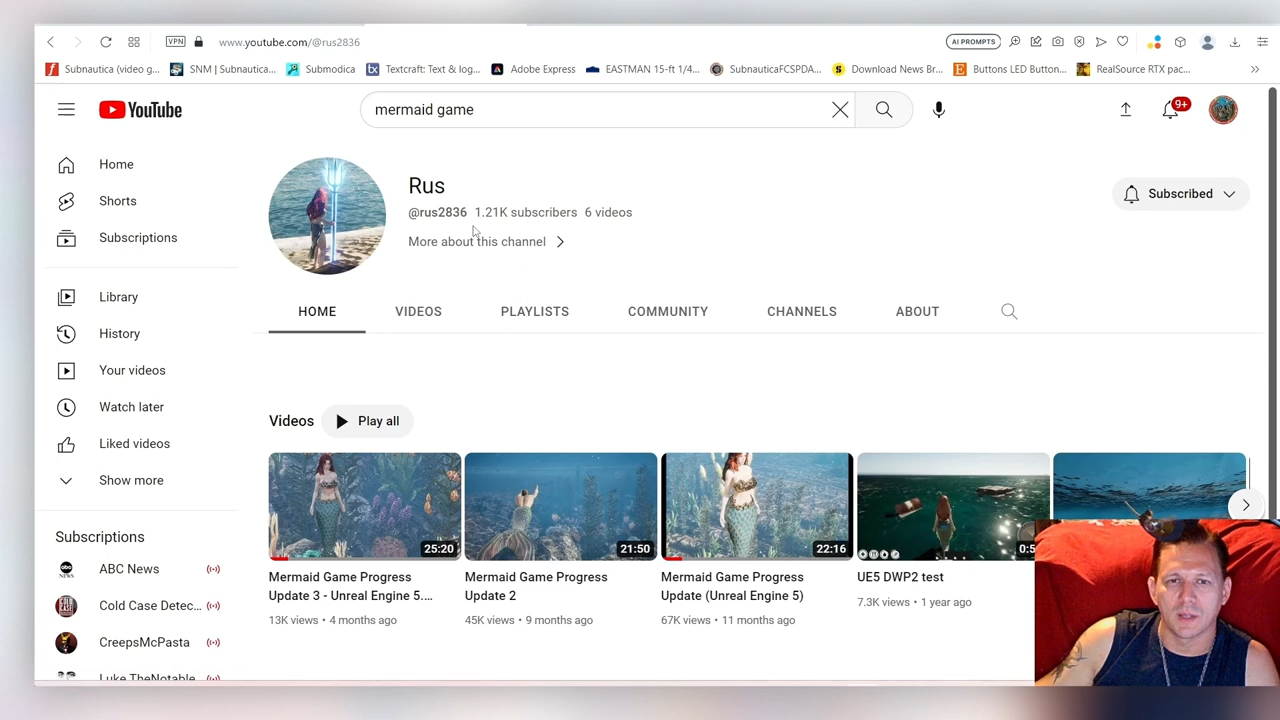 VPN
www.youtube.com/@rus2836
AI PROMPTS
Subnautica (video g...
SNM | Subnautica...
Submodica
Textcraft: Text & log...
Adobe Express
EASTMAN 15-ft 1/4...
SubnauticaFCSPDA...
Download News Br...
Buttons LED Button...
RealSource RTX pac...
YouTube
mermaid game
9+
Home
Shorts
Subscriptions
Library
History
Your videos
Watch later
Liked videos
Show more
Subscriptions
ABC News
Cold Case Detec...
CreepsMcPasta
Luke TheNotable
Rus
@rus2836 1.21K subscribers 6 videos
More about this channel
Subscribed
HOME
VIDEOS
PLAYLISTS
COMMUNITY
CHANNELS
ABOUT
Videos
Play all
25:20
Mermaid Game Progress
Update 3 - Unreal Engine 5....
13K views • 4 months ago
21:50
Mermaid Game Progress
Update 2
45K views • 9 months ago
22:16
Mermaid Game Progress
Update (Unreal Engine 5)
67K views • 11 months ago
UE5 DWP2 test
7.3K views • 1 year ago